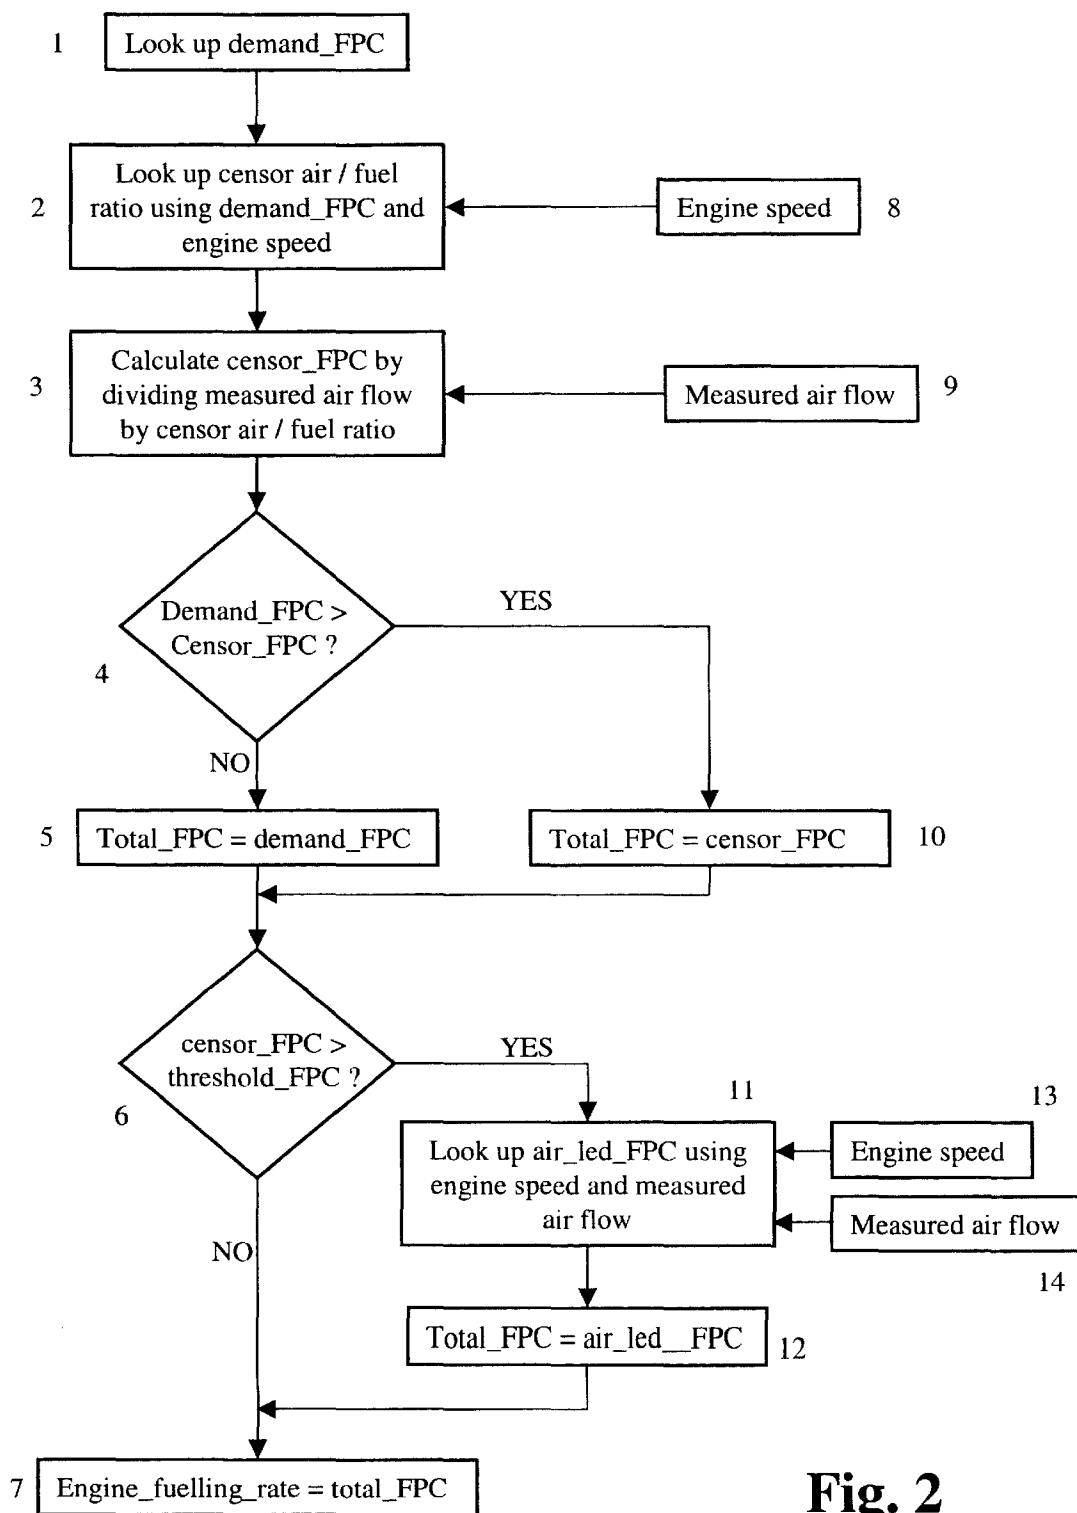 1
Look up demand_FPC
2
Look up censor air / fuel
ratio using demand_FPC and
engine speed
Engine speed
8
3
Calculate censor_FPC by
dividing measured air flow
by censor air / fuel ratio
Measured air flow
9
Demand_FPC >
Censor_FPC ?
4
YES
NO
5
Total_FPC = demand_FPC
Total_FPC = censor_FPC
10
censor_FPC >
threshold_FPC ?
6
YES
NO
11
Look up air_led_FPC using
engine speed and measured
air flow
13
Engine speed
Measured air flow
14
Total_FPC = air_led__FPC
12
7
Engine_fuelling_rate = total_FPC
Fig. 2